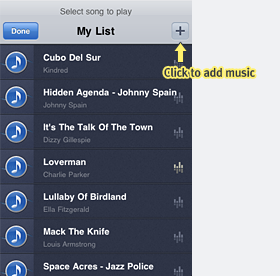 Select song to play
Done
My List
+
Click to add music
Cubo Del Sur
Kindred
Hidden Agenda - Johnny Spain
Johnny Spain
It's The Talk Of The Town
Dizzy Gillespie
Loverman
Charlie Parker
Lullaby Of Birdland
Ella Fitzgerald
Mack The Knife
Louis Armstrong
Space Acres - Jazz Police